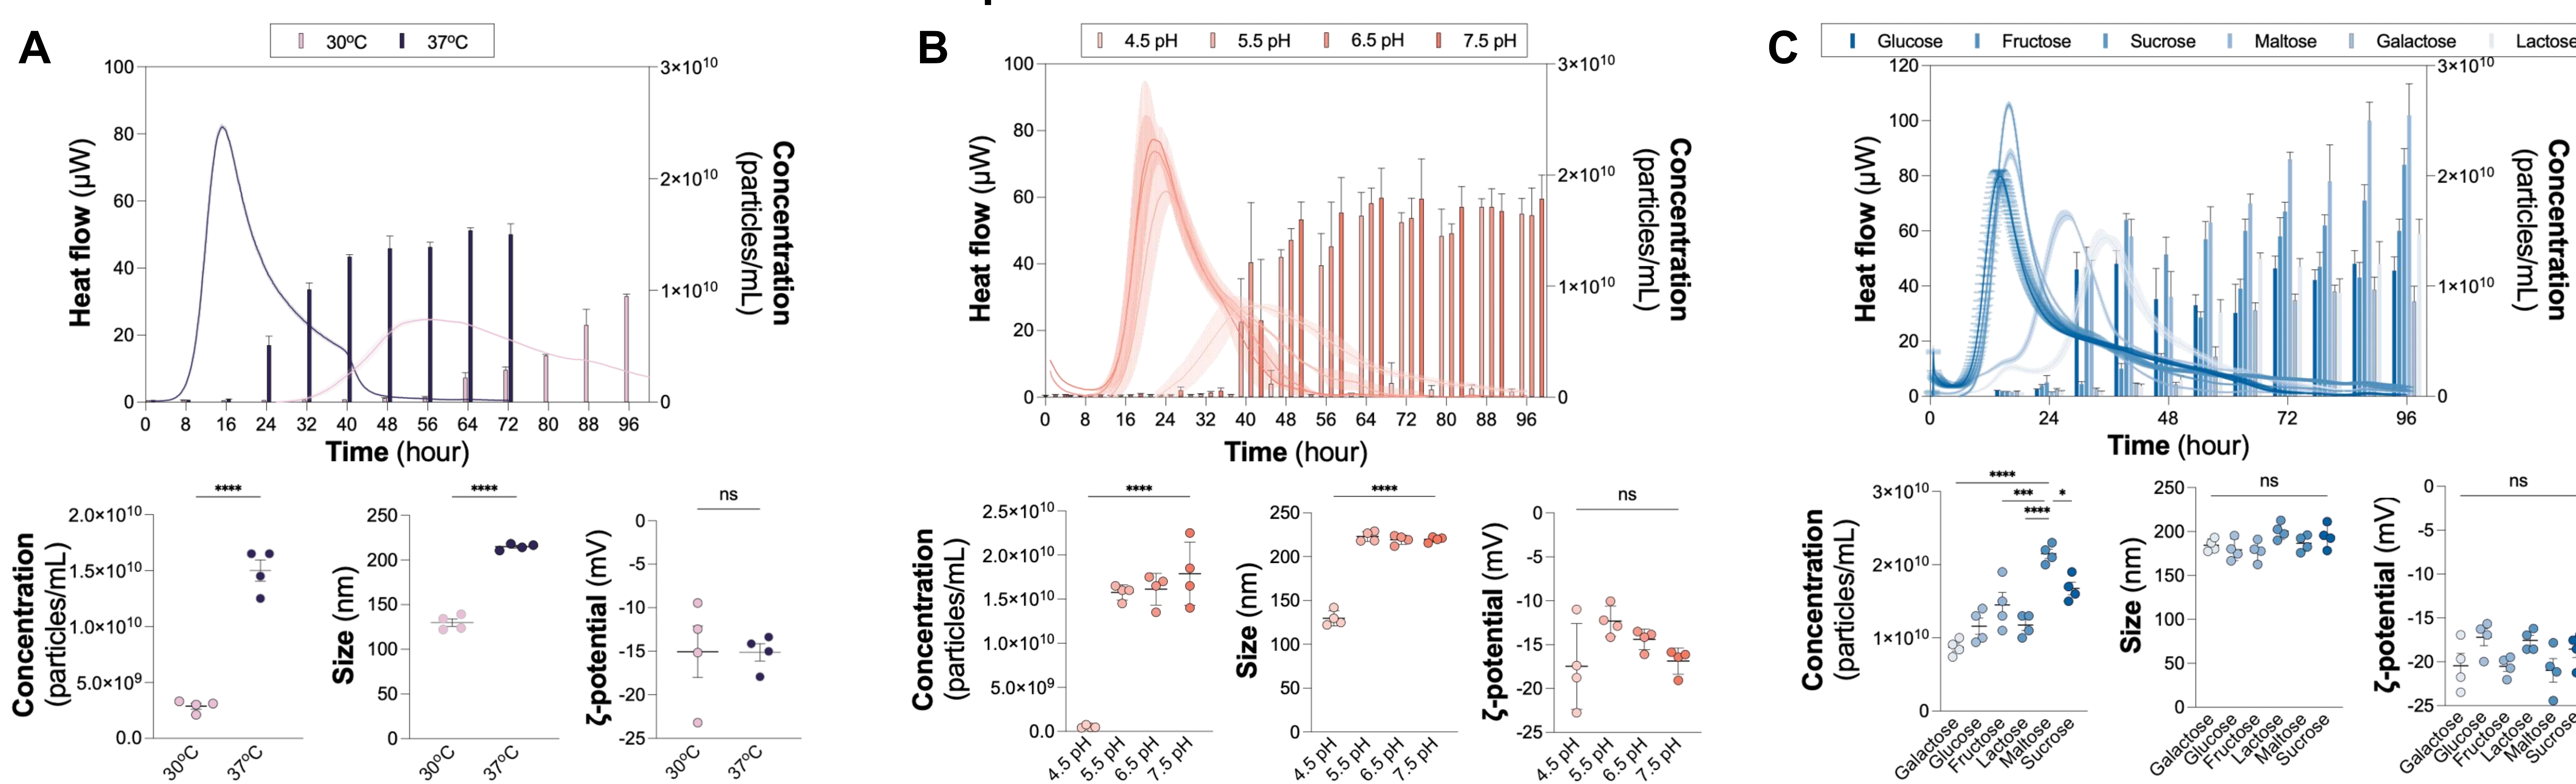 A
30ºC 37ºC
100
80
60
40
20
0
Heat flow (µW)
3×10¹⁰
2×10¹⁰
1×10¹⁰
0
Concentration
(particles/mL)
0 8 16 24 32 40 48 56 64 72 80 88 96
Time (hour)
Concentration
(particles/mL)
2.0×10¹⁰
1.5×10¹⁰
1.0×10¹⁰
5.0×10⁹
0.0
****
30ºC 37ºC
Size (nm)
250
200
150
100
50
0
****
30ºC 37ºC
ζ-potential (mV)
0
-5
-10
-15
-20
-25
ns
30ºC 37ºC
B
4.5 pH 5.5 pH 6.5 pH 7.5 pH
100
80
60
40
20
0
Heat flow (µW)
3×10¹⁰
2×10¹⁰
1×10¹⁰
0
Concentration
(particles/mL)
0 8 16 24 32 40 48 56 64 72 80 88 96
Time (hour)
Concentration
(particles/mL)
2.5×10¹⁰
2.0×10¹⁰
1.5×10¹⁰
1.0×10¹⁰
5.0×10⁹
0.0
****
4.5 pH 5.5 pH 6.5 pH 7.5 pH
Size (nm)
250
200
150
100
50
0
****
4.5 pH 5.5 pH 6.5 pH 7.5 pH
ζ-potential (mV)
0
-5
-10
-15
-20
-25
ns
4.5 pH 5.5 pH 6.5 pH 7.5 pH
C
Glucose Fructose Sucrose Maltose Galactose Lactose
120
100
80
60
40
20
0
Heat flow (µW)
3×10¹⁰
2×10¹⁰
1×10¹⁰
0
Concentration
(particles/mL)
0 24 48 72 96
Time (hour)
Concentration
(particles/mL)
3×10¹⁰
2×10¹⁰
1×10¹⁰
0
****
*** *
****
Galactose Glucose Fructose Lactose Maltose Sucrose
Size (nm)
250
200
150
100
50
0
ns
Galactose Glucose Fructose Lactose Maltose Sucrose
ζ-potential (mV)
0
-5
-10
-15
-20
-25
ns
Galactose Glucose Fructose Lactose Maltose Sucrose